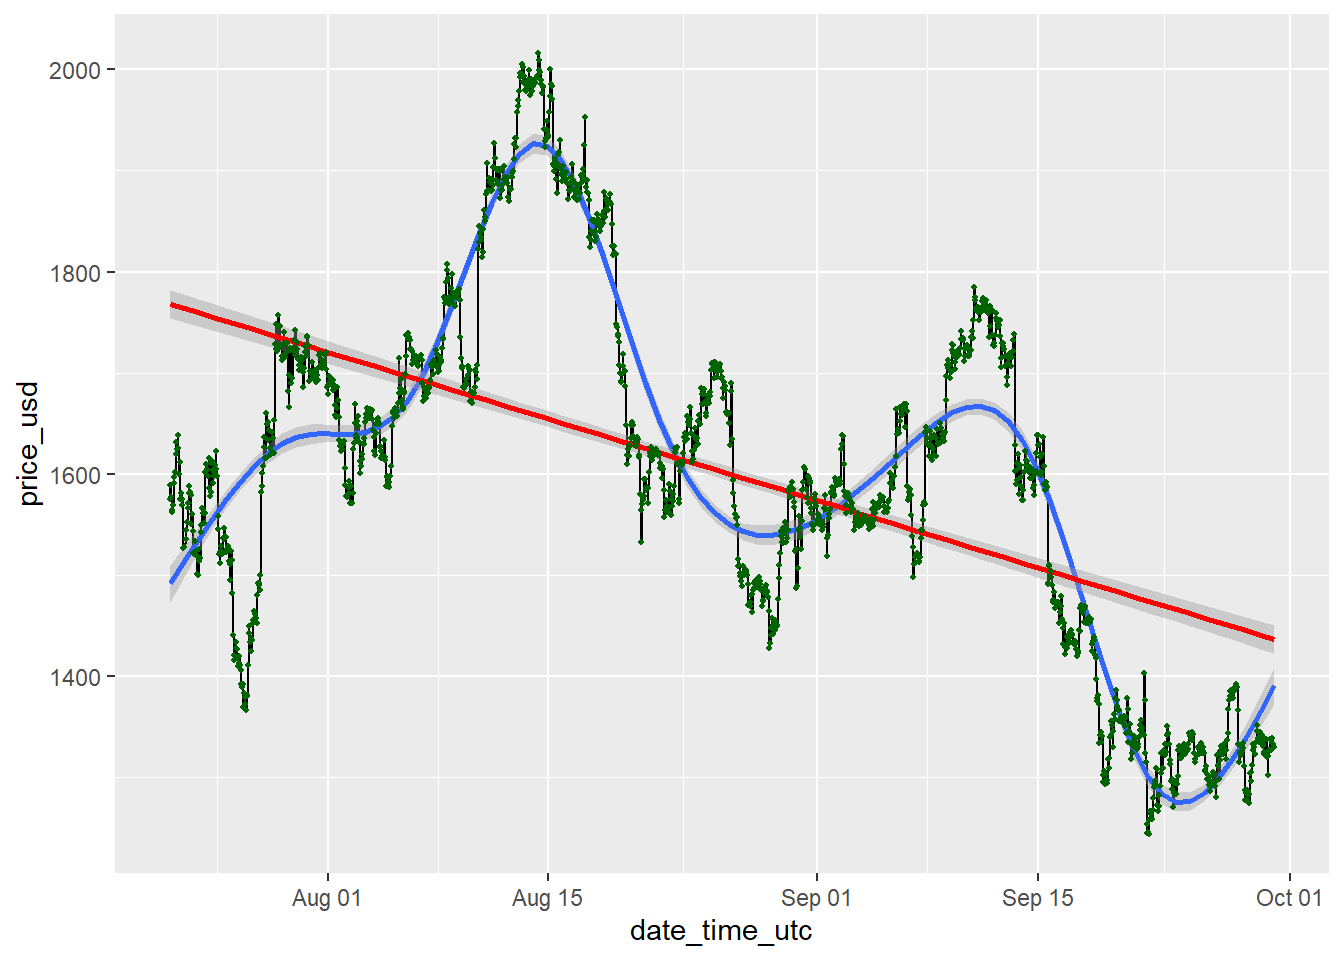 2000
1800
1600
1400
price_usd
Aug 01
Aug 15
Sep 01
Sep 15
Oct 01
date_time_utc